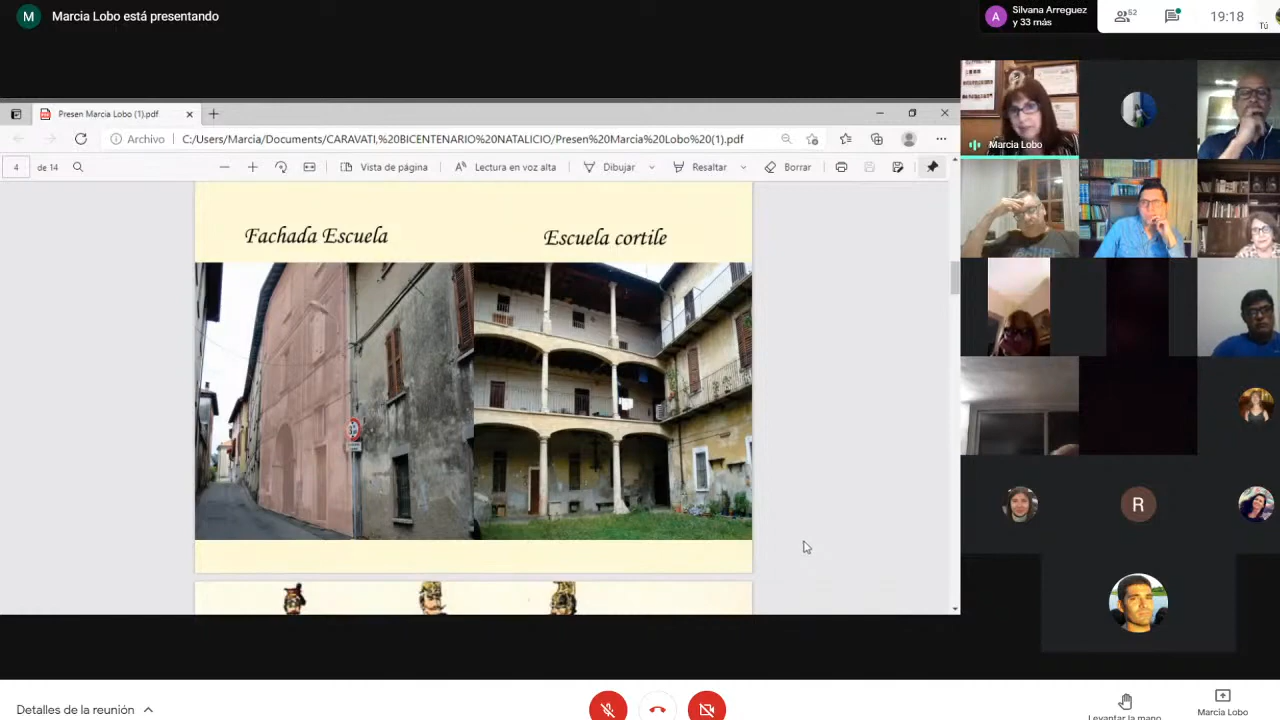 M Marcia Lobo está presentando
A Silvana Arreguez
y 33 más
52
19:18
Tú
Presen Marcia Lobo (1).pdf
Archivo C:/Users/Marcia/Documents/CARAVATI_%20BICENTENARIO%20NATALICIO/Presen%20Marcia%20Lobo%20(1).pdf
4 de 14
Vista de página
Lectura en voz alta
Dibujar
Resaltar
Borrar
Fachada Escuela
Escuela cortile
Marcia Lobo
R
Detalles de la reunión
Levantar la mano
Marcia Lobo